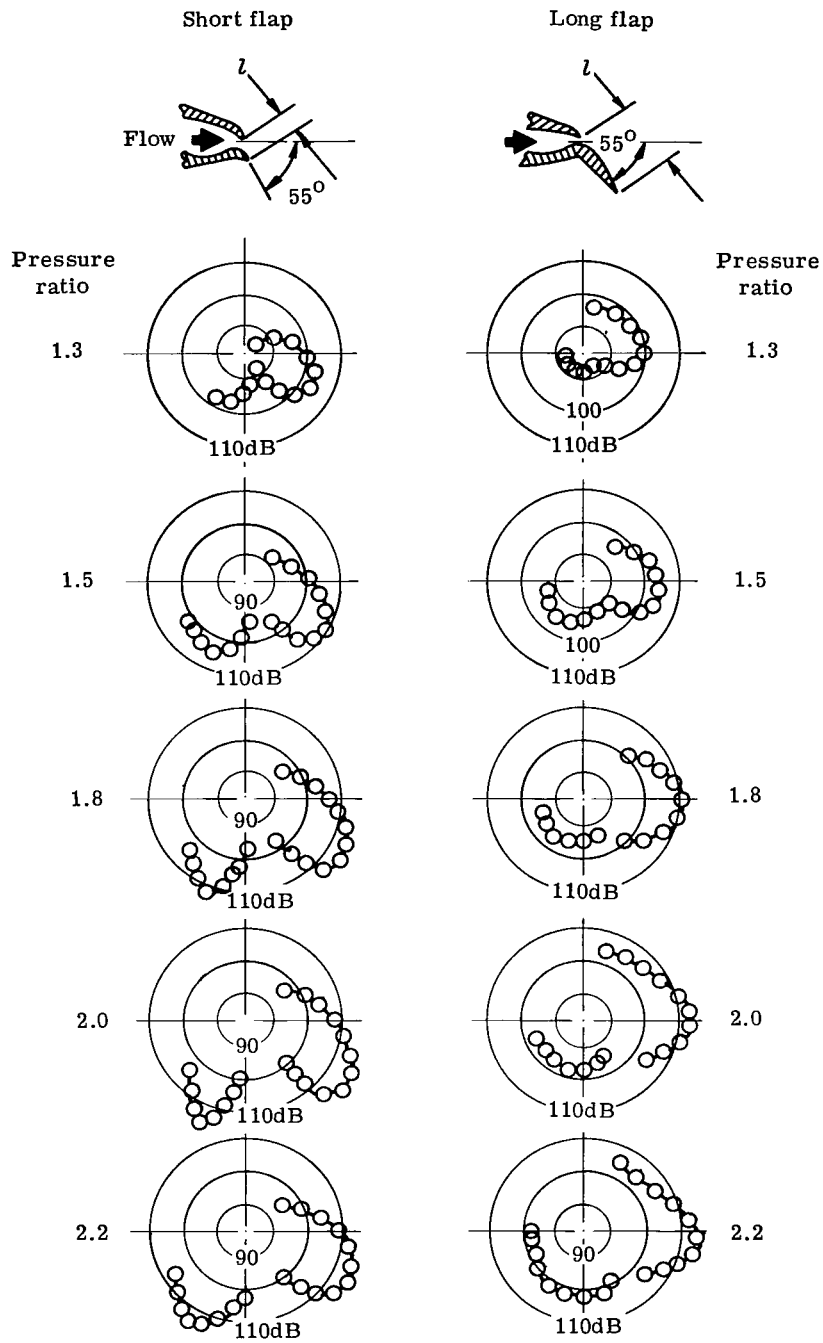 Short flap
Long flap
l
l
Flow
55°
55°
Pressure ratio
Pressure ratio
1.3
110dB
100
110dB
1.3
1.5
90
110dB
100
110dB
1.5
1.8
90
110dB
110dB
1.8
2.0
90
110dB
110dB
2.0
2.2
90
110dB
90
110dB
2.2